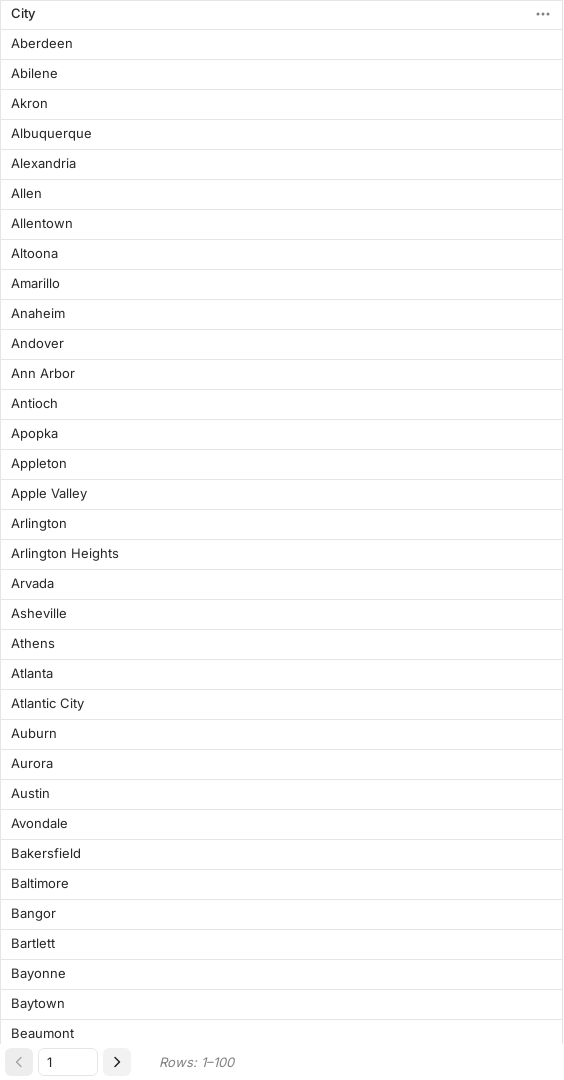 City
Aberdeen
Abilene
Akron
Albuquerque
Alexandria
Allen
Allentown
Altoona
Amarillo
Anaheim
Andover
Ann Arbor
Antioch
Apopka
Appleton
Apple Valley
Arlington
Arlington Heights
Arvada
Asheville
Athens
Atlanta
Atlantic City
Auburn
Aurora
Austin
Avondale
Bakersfield
Baltimore
Bangor
Bartlett
Bayonne
Baytown
Beaumont
1 Rows: 1–100